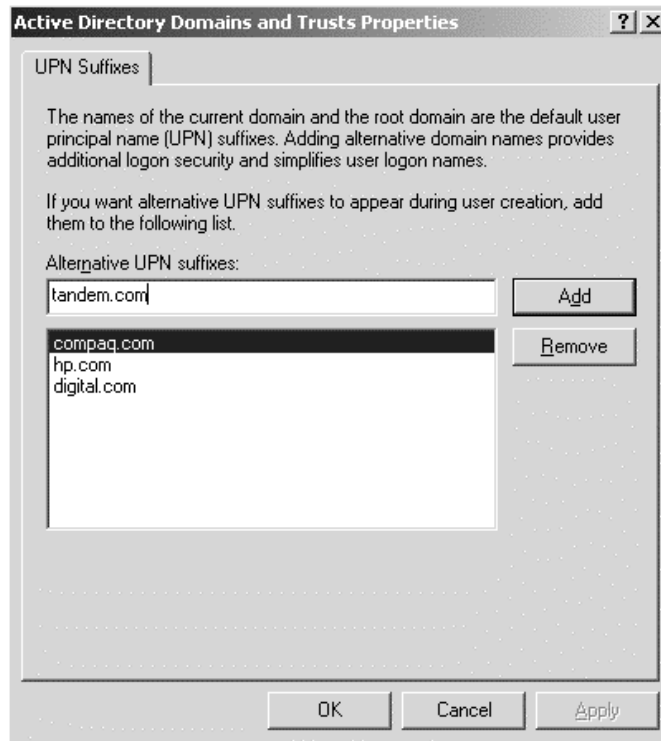 Active Directory Domains and Trusts Properties
UPN Suffixes
The names of the current domain and the root domain are the default user
principal name (UPN) suffixes. Adding alternative domain names provides
additional logon security and simplifies user logon names.
If you want alternative UPN suffixes to appear during user creation, add
them to the following list.
Alternative UPN suffixes:
tandem.com
Add
compaq.com
Remove
hp.com
digital.com
OK
Cancel
Apply